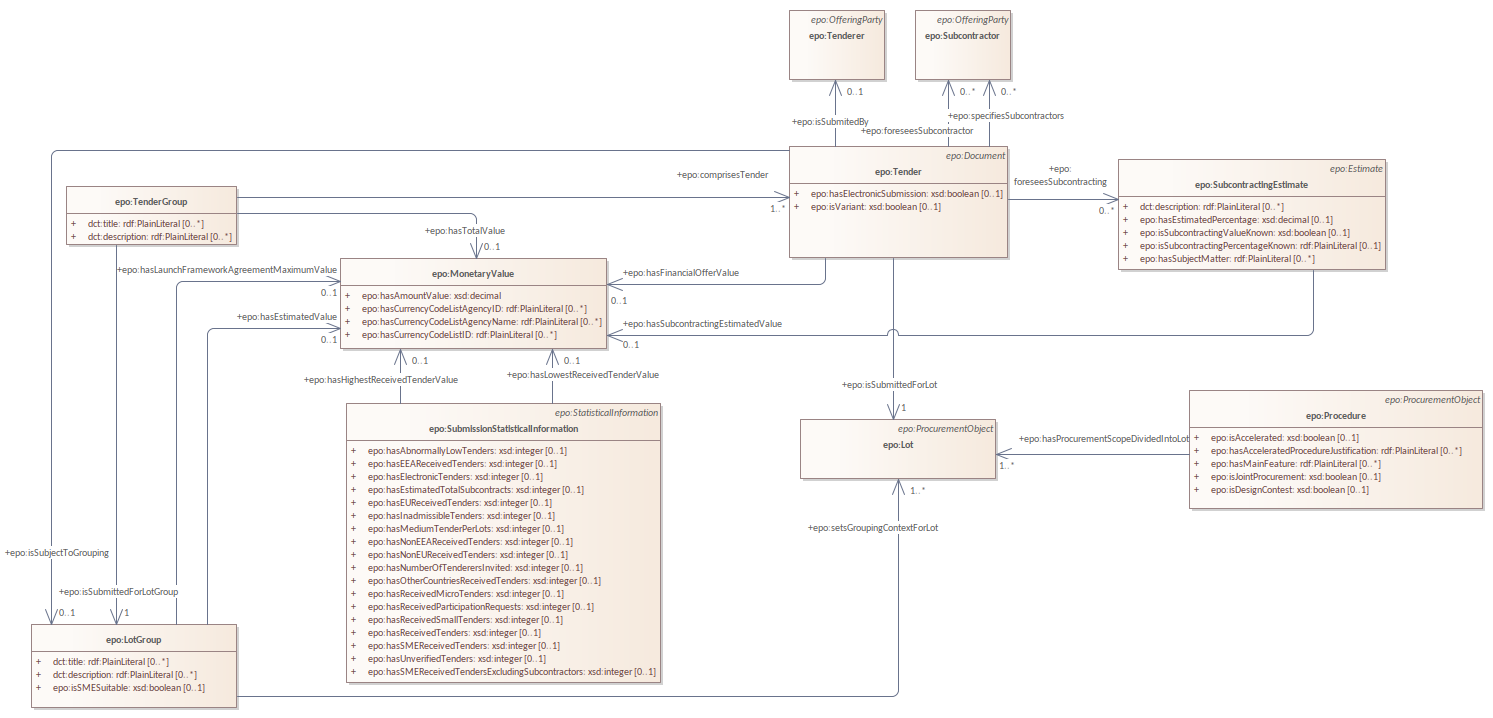 epo:OfferingParty
epo:Tenderer
epo:OfferingParty
epo:Subcontractor
0..1
0..*
0..*
+epo:isSubmitedBy
+epo:foreseesSubcontractor
+epo:specifiesSubcontractors
epo:Document
epo:Tender
+ epo:hasElectronicSubmission: xsd:boolean [0..1]
+ epo:isVariant: xsd:boolean [0..1]
+epo:
foreseesSubcontracting
0..*
epo:Estimate
epo:SubcontractingEstimate
+ dct:description: rdf:PlainLiteral [0..*]
+ epo:hasEstimatedPercentage: xsd:decimal [0..1]
+ epo:isSubcontractingValueKnown: xsd:boolean [0..1]
+ epo:isSubcontractingPercentageKnown: rdf:PlainLiteral [0..1]
+ epo:hasSubjectMatter: rdf:PlainLiteral [0..*]
+epo:comprisesTender
1..*
epo:TenderGroup
+ dct:title: rdf:PlainLiteral [0..*]
+ dct:description: rdf:PlainLiteral [0..*]
+epo:hasTotalValue
0..1
+epo:hasLaunchFrameworkAgreementMaximumValue
0..1
+epo:hasEstimatedValue
0..1
epo:MonetaryValue
+ epo:hasAmountValue: xsd:decimal
+ epo:hasCurrencyCodeListAgencyID: rdf:PlainLiteral [0..*]
+ epo:hasCurrencyCodeListAgencyName: rdf:PlainLiteral [0..*]
+ epo:hasCurrencyCodeListID: rdf:PlainLiteral [0..*]
+epo:hasFinancialOfferValue
0..1
+epo:hasSubcontractingEstimatedValue
0..1
0..1
0..1
+epo:hasHighestReceivedTenderValue
+epo:hasLowestReceivedTenderValue
epo:StatisticalInformation
epo:SubmissionStatisticalInformation
+ epo:hasAbnormallyLowTenders: xsd:integer [0..1]
+ epo:hasEEAReceivedTenders: xsd:integer [0..1]
+ epo:hasElectronicTenders: xsd:integer [0..1]
+ epo:hasEstimatedTotalSubcontracts: xsd:integer [0..1]
+ epo:hasEUReceivedTenders: xsd:integer [0..1]
+ epo:hasInadmissibleTenders: xsd:integer [0..1]
+ epo:hasMediumTenderPerLots: xsd:integer [0..1]
+ epo:hasNonEEAReceivedTenders: xsd:integer [0..1]
+ epo:hasNonEUReceivedTenders: xsd:integer [0..1]
+ epo:hasNumberOfTenderersInvited: xsd:integer [0..1]
+ epo:hasOtherCountriesReceivedTenders: xsd:integer [0..1]
+ epo:hasReceivedMicroTenders: xsd:integer [0..1]
+ epo:hasReceivedParticipationRequests: xsd:integer [0..1]
+ epo:hasReceivedSmallTenders: xsd:integer [0..1]
+ epo:hasReceivedTenders: xsd:integer [0..1]
+ epo:hasSMEReceivedTenders: xsd:integer [0..1]
+ epo:hasUnverifiedTenders: xsd:integer [0..1]
+ epo:hasSMEReceivedTendersExcludingSubcontractors: xsd:integer [0..1]
+epo:isSubmittedForLot
1
epo:ProcurementObject
epo:Lot
+epo:hasProcurementScopeDividedIntoLot
1..*
epo:ProcurementObject
epo:Procedure
+ epo:isAccelerated: xsd:boolean [0..1]
+ epo:hasAcceleratedProcedureJustification: rdf:PlainLiteral [0..*]
+ epo:hasMainFeature: rdf:PlainLiteral [0..*]
+ epo:isJointProcurement: xsd:boolean [0..1]
+ epo:isDesignContest: xsd:boolean [0..1]
1..*
+epo:setsGroupingContextForLot
+epo:isSubjectToGrouping
0..1
+epo:isSubmittedForLotGroup
1
epo:LotGroup
+ dct:title: rdf:PlainLiteral [0..*]
+ dct:description: rdf:PlainLiteral [0..*]
+ epo:isSMESuitable: xsd:boolean [0..1]